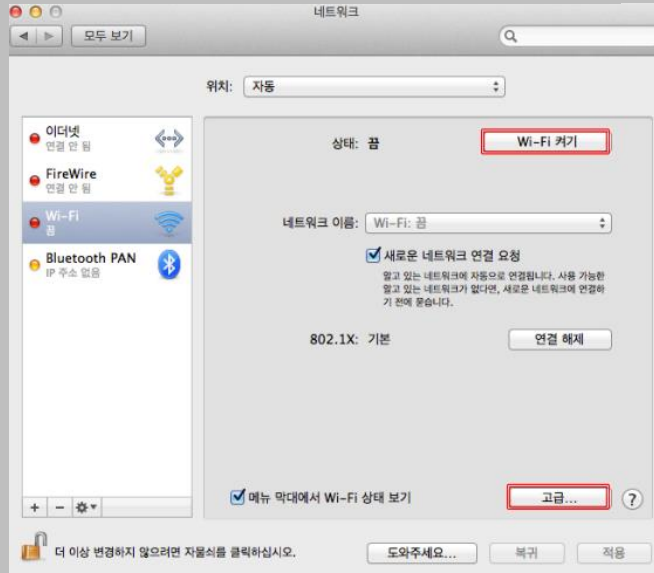 네트워크
모두 보기
위치: 자동
이더넷
연결 안 됨
FireWire
연결 안 됨
Wi-Fi
끔
Bluetooth PAN
IP 주소 없음
상태: 끔
Wi-Fi 켜기
네트워크 이름: Wi-Fi: 끔
새로운 네트워크 연결 요청
알고 있는 네트워크에 자동으로 연결됩니다. 사용 가능한
알고 있는 네트워크가 없다면, 새로운 네트워크에 연결하
기 전에 묻습니다.
802.1X: 기본
연결 해제
메뉴 막대에서 Wi-Fi 상태 보기
고급...
?
더 이상 변경하지 않으려면 자물쇠를 클릭하십시오.
도와주세요...
복귀
적용